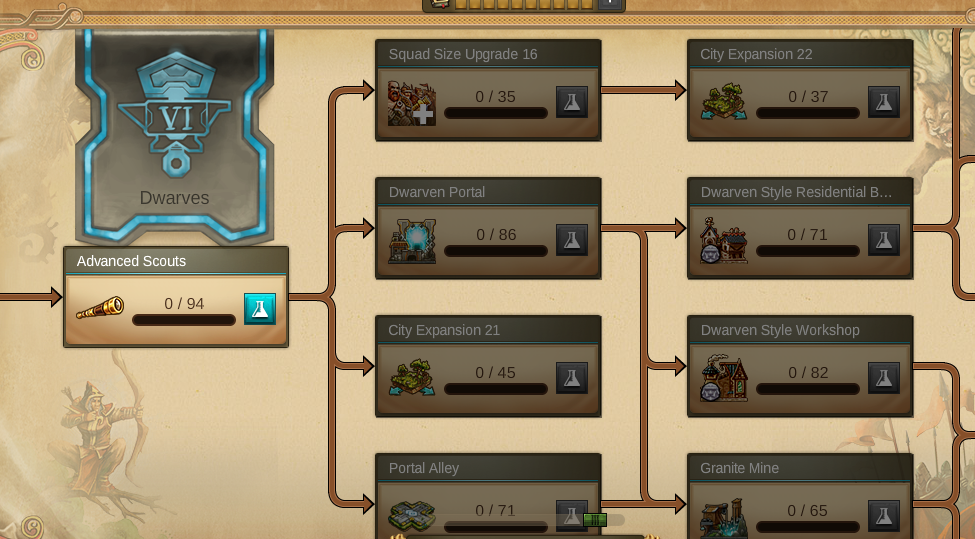 VI
Dwarves
Advanced Scouts
0 / 94
Squad Size Upgrade 16
0 / 35
City Expansion 22
0 / 37
Dwarven Portal
0 / 86
Dwarven Style Residential B...
0 / 71
City Expansion 21
0 / 45
Dwarven Style Workshop
0 / 82
Portal Alley
0 / 71
Granite Mine
0 / 65